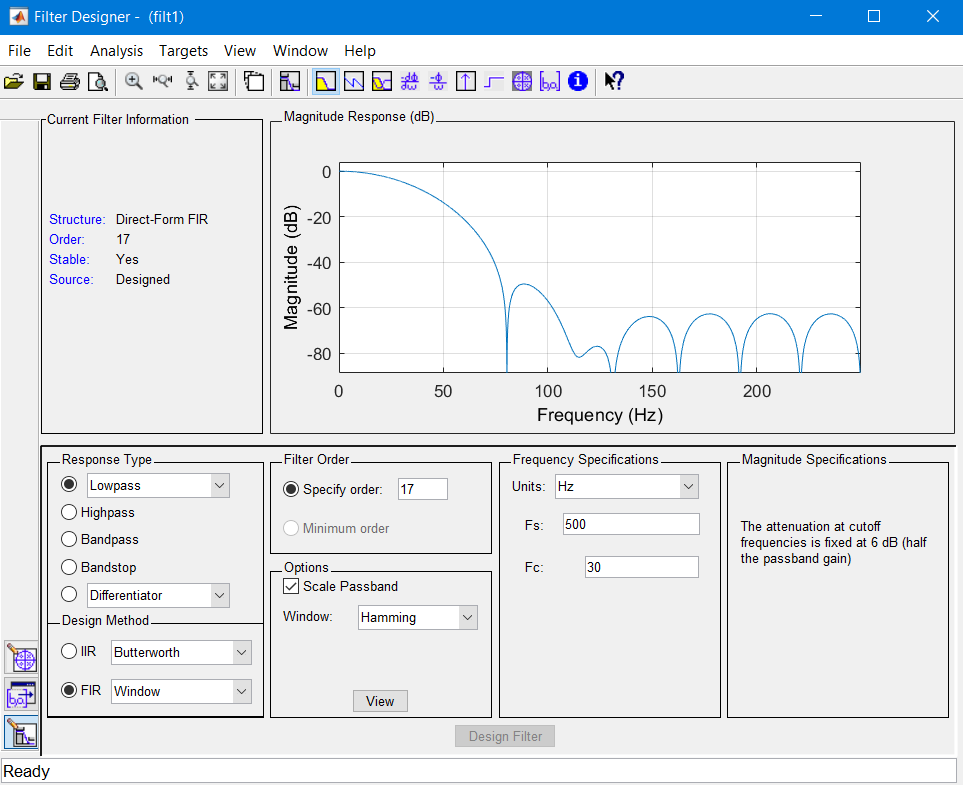 Filter Designer - (filt1)
File Edit Analysis Targets View Window Help
Current Filter Information
Structure: Direct-Form FIR
Order: 17
Stable: Yes
Source: Designed
Magnitude Response (dB)
Magnitude (dB)
0
-20
-40
-60
-80
0 50 100 150 200
Frequency (Hz)
Response Type
Lowpass
Highpass
Bandpass
Bandstop
Differentiator
Design Method
IIR Butterworth
FIR Window
Filter Order
Specify order: 17
Minimum order
Options
Scale Passband
Window: Hamming
View
Frequency Specifications
Units: Hz
Fs: 500
Fc: 30
Magnitude Specifications
The attenuation at cutoff
frequencies is fixed at 6 dB (half
the passband gain)
Design Filter
Ready